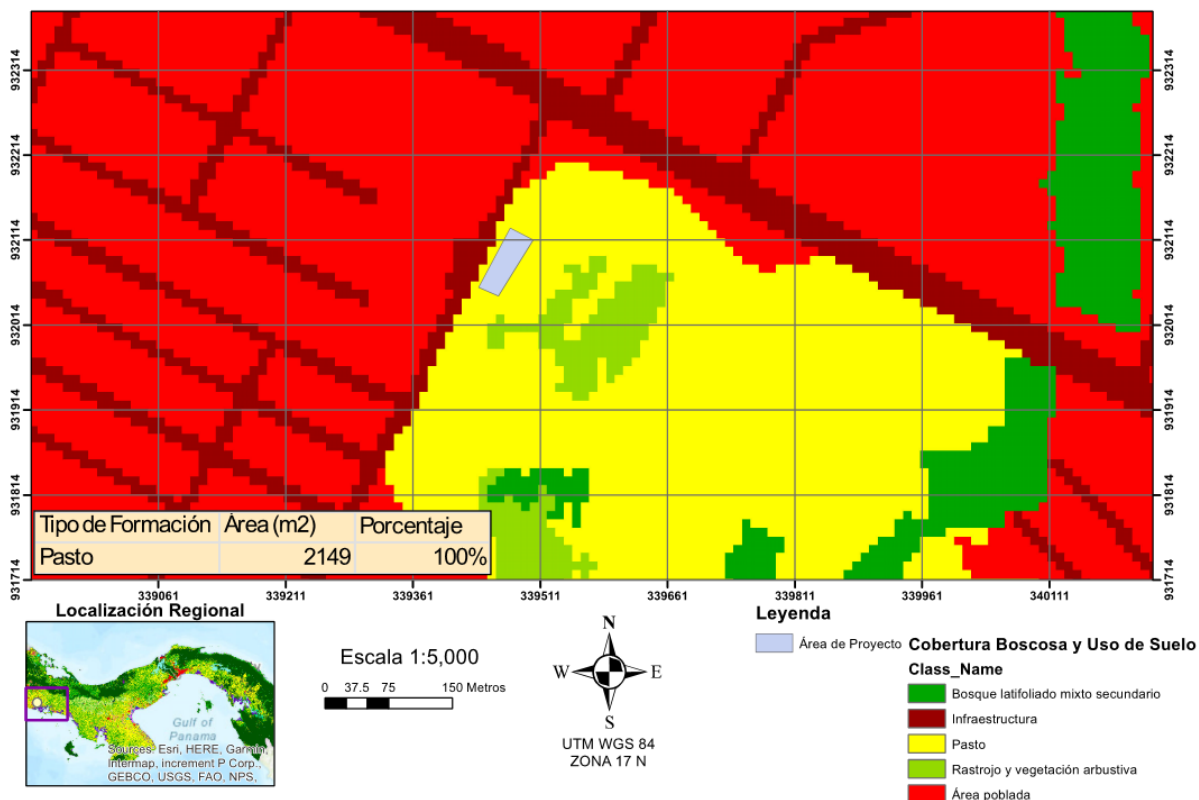 932314
932214
932114
932014
931914
931814
931714
932314
932214
932114
932014
931914
931814
931714
Tipo de Formación Área (m2) Porcentaje
Pasto 2149 100%
339061 339211 339361 339511 339661 339811 339961 340111
Localización Regional
Gulf of
Panama
Sources: Esri, HERE, Garmin,
Intermap, increment P Corp.,
GEBCO, USGS, FAO, NPS,
Escala 1:5,000
0 37.5 75 150 Metros
N
W E
S
UTM WGS 84
ZONA 17 N
Leyenda
Área de Proyecto
Cobertura Boscosa y Uso de Suelo
Class_Name
Bosque latifoliado mixto secundario
Infraestructura
Pasto
Rastrojo y vegetación arbustiva
Área poblada